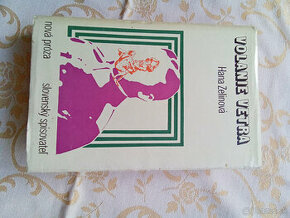 Hana Zelinová
VOLANIE VETRA
nová próza
slovenský spisovateľ